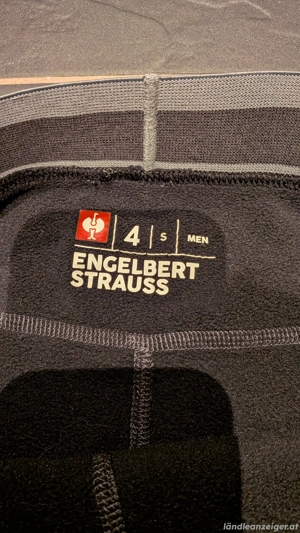 4 S MEN
ENGELBERT
STRAUSS
ländleanzeiger.at